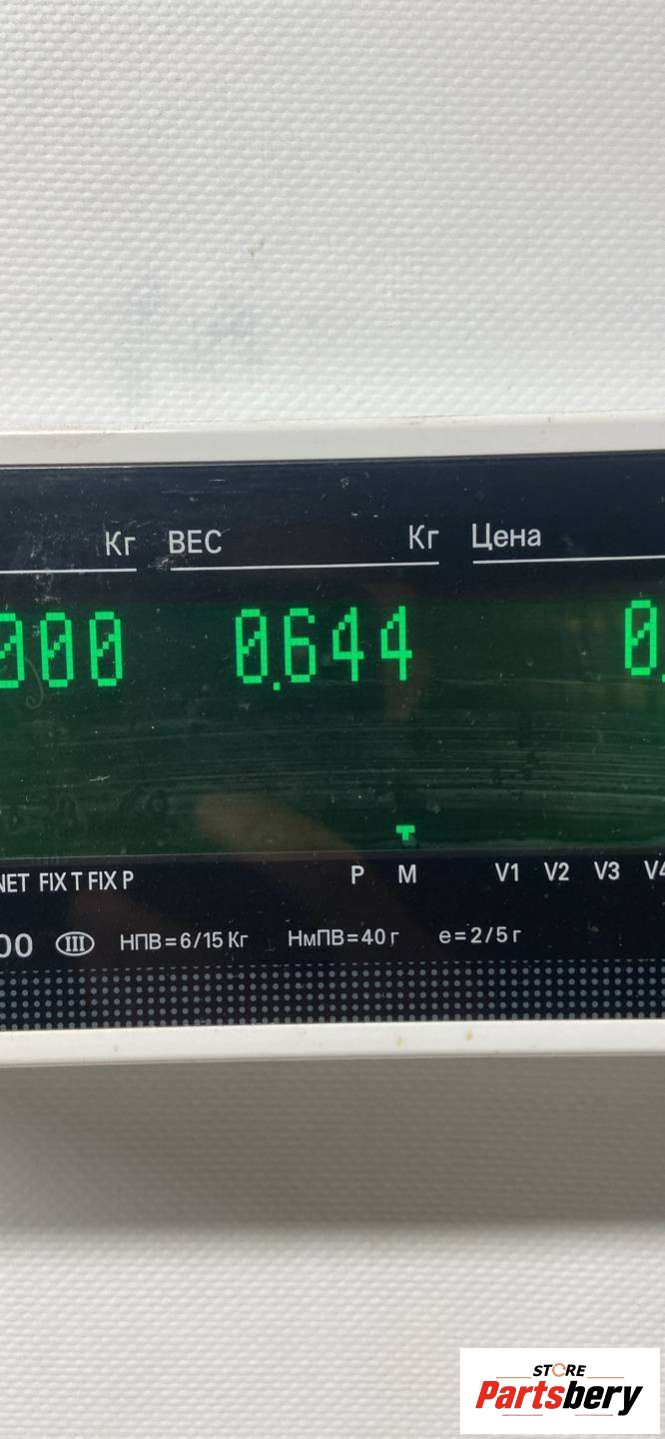 Кг ВЕС Кг Цена
000 0.644 0.
NET FIX T FIX P P M V1 V2 V3 V4
00 III НПВ=6/15 Кг НмПВ=40 г e=2/5 г
STORE
Partsbery